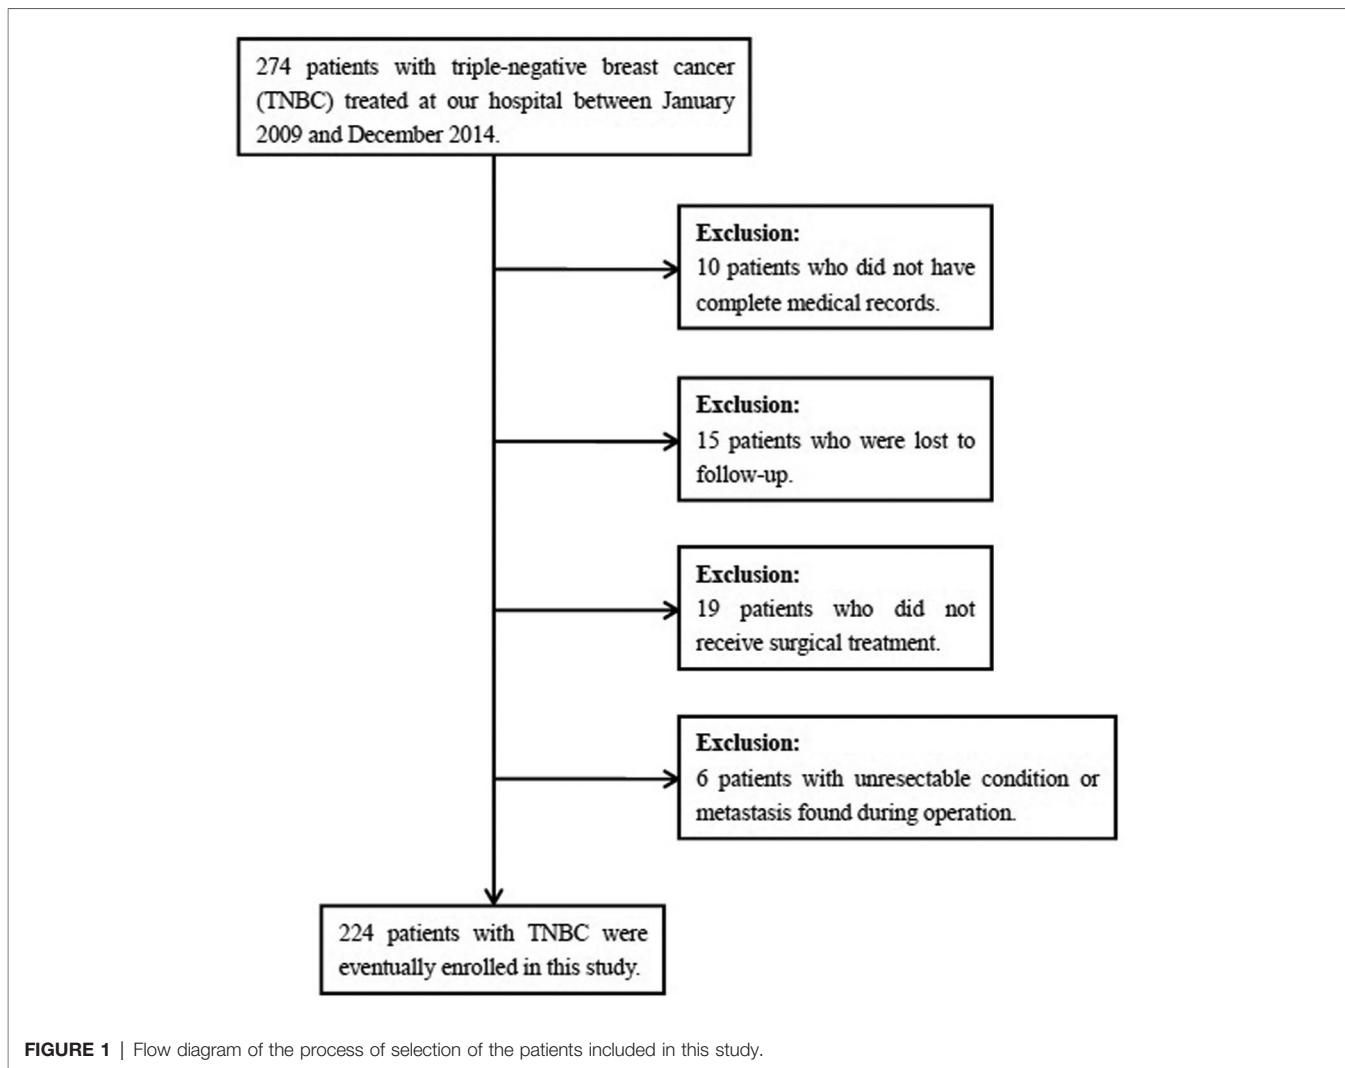 274 patients with triple-negative breast cancer
(TNBC) treated at our hospital between January
2009 and December 2014.
Exclusion:
10 patients who did not have
complete medical records.
Exclusion:
15 patients who were lost to
follow-up.
Exclusion:
19 patients who did not
receive surgical treatment.
Exclusion:
6 patients with unresectable condition or
metastasis found during operation.
224 patients with TNBC were
eventually enrolled in this study.
FIGURE 1 | Flow diagram of the process of selection of the patients included in this study.